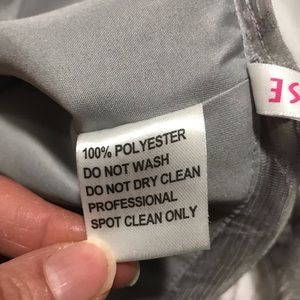 100% POLYESTER
DO NOT WASH
DO NOT DRY CLEAN
PROFESSIONAL
SPOT CLEAN ONLY